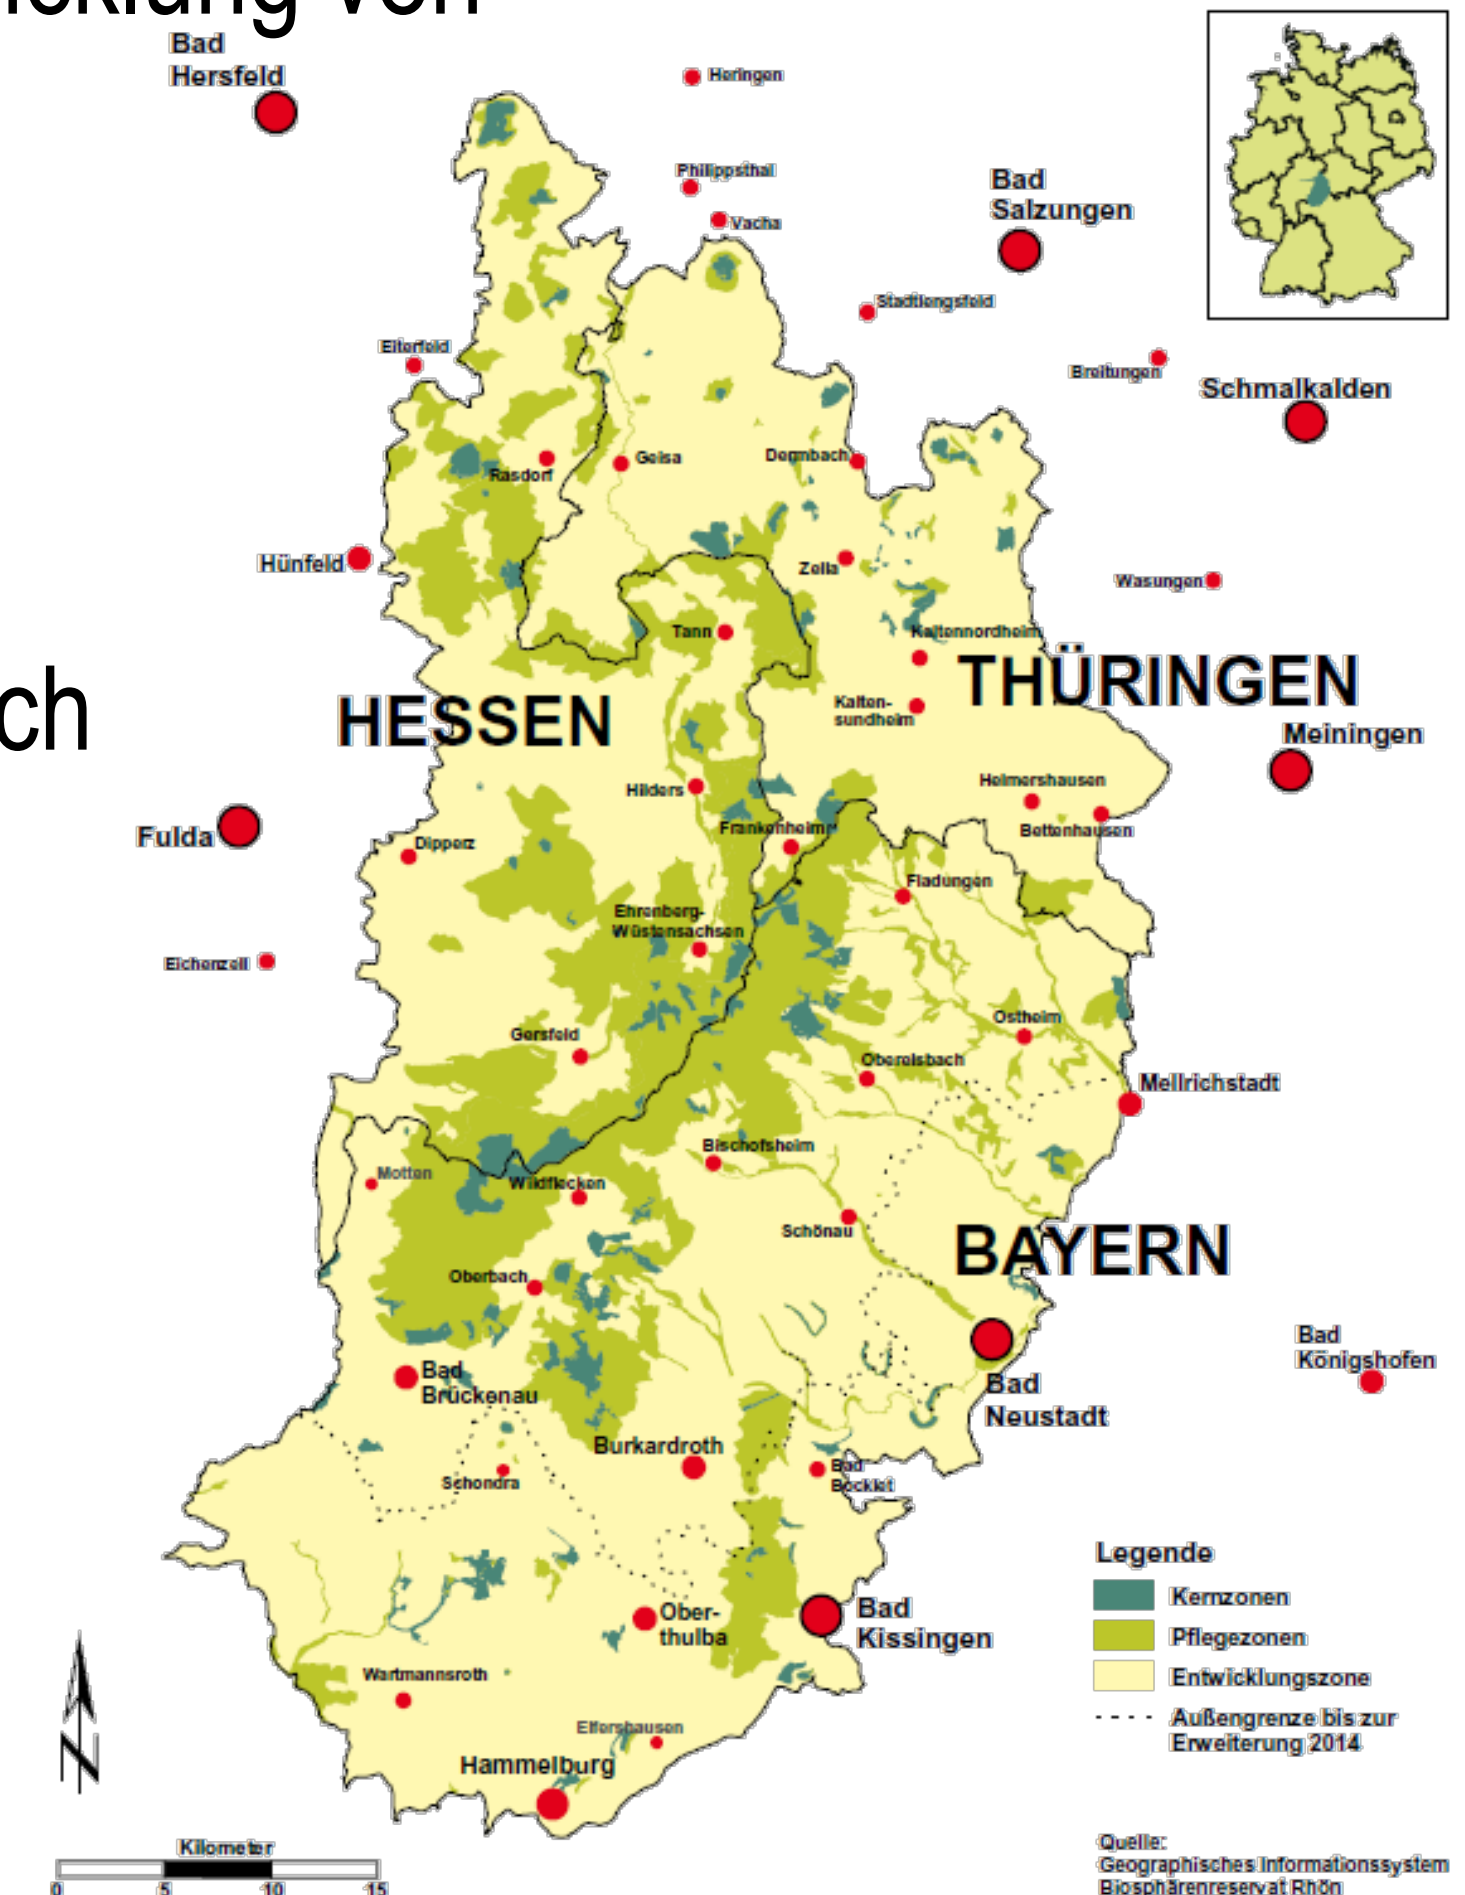 icklung von
Bad
Hersfeld
Heringen
Philippsthal
Vacha
Bad
Salzungen
Stadtlengsfeld
Eiterfeld
Breitungen
Schmalkalden
Rasdorf
Geisa
Dermbach
Hünfeld
Zella
Wasungen
Tann
Kaltennordheim
ch
HESSEN
THÜRINGEN
Kalten-
sundheim
Meiningen
Hilders
Helmershausen
Fulda
Dipperz
Frankenheim
Bettenhausen
Fladungen
Ehrenberg-
Wüstensachsen
Eichenzell
Gersfeld
Ostheim
Oberelsbach
Mellrichstadt
Bischofsheim
Motten
Wildflecken
Schönau
BAYERN
Oberbach
Bad
Brückenau
Bad
Neustadt
Bad
Königshofen
Burkardroth
Schondra
Bad
Bocklet
Ober-
thulba
Bad
Kissingen
Wartmannsroth
Elfershausen
Hammelburg
Legende
Kernzonen
Pflegezonen
Entwicklungszone
Außengrenze bis zur
Erweiterung 2014
N
Kilometer
0 5 10 15
Quelle:
Geographisches Informationssystem
Biosphärenreservat Rhön